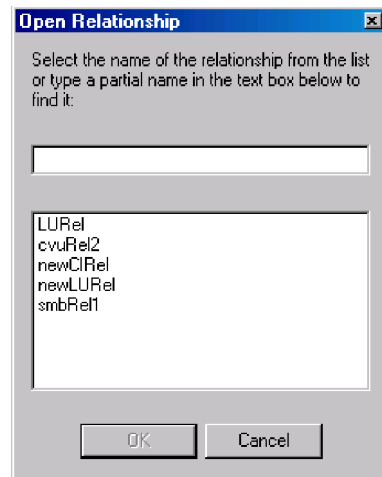 Open Relationship
Select the name of the relationship from the list
or type a partial name in the text box below to
find it:
LURel
cvuRel2
newCIRel
newLURel
smbRel1
OK
Cancel